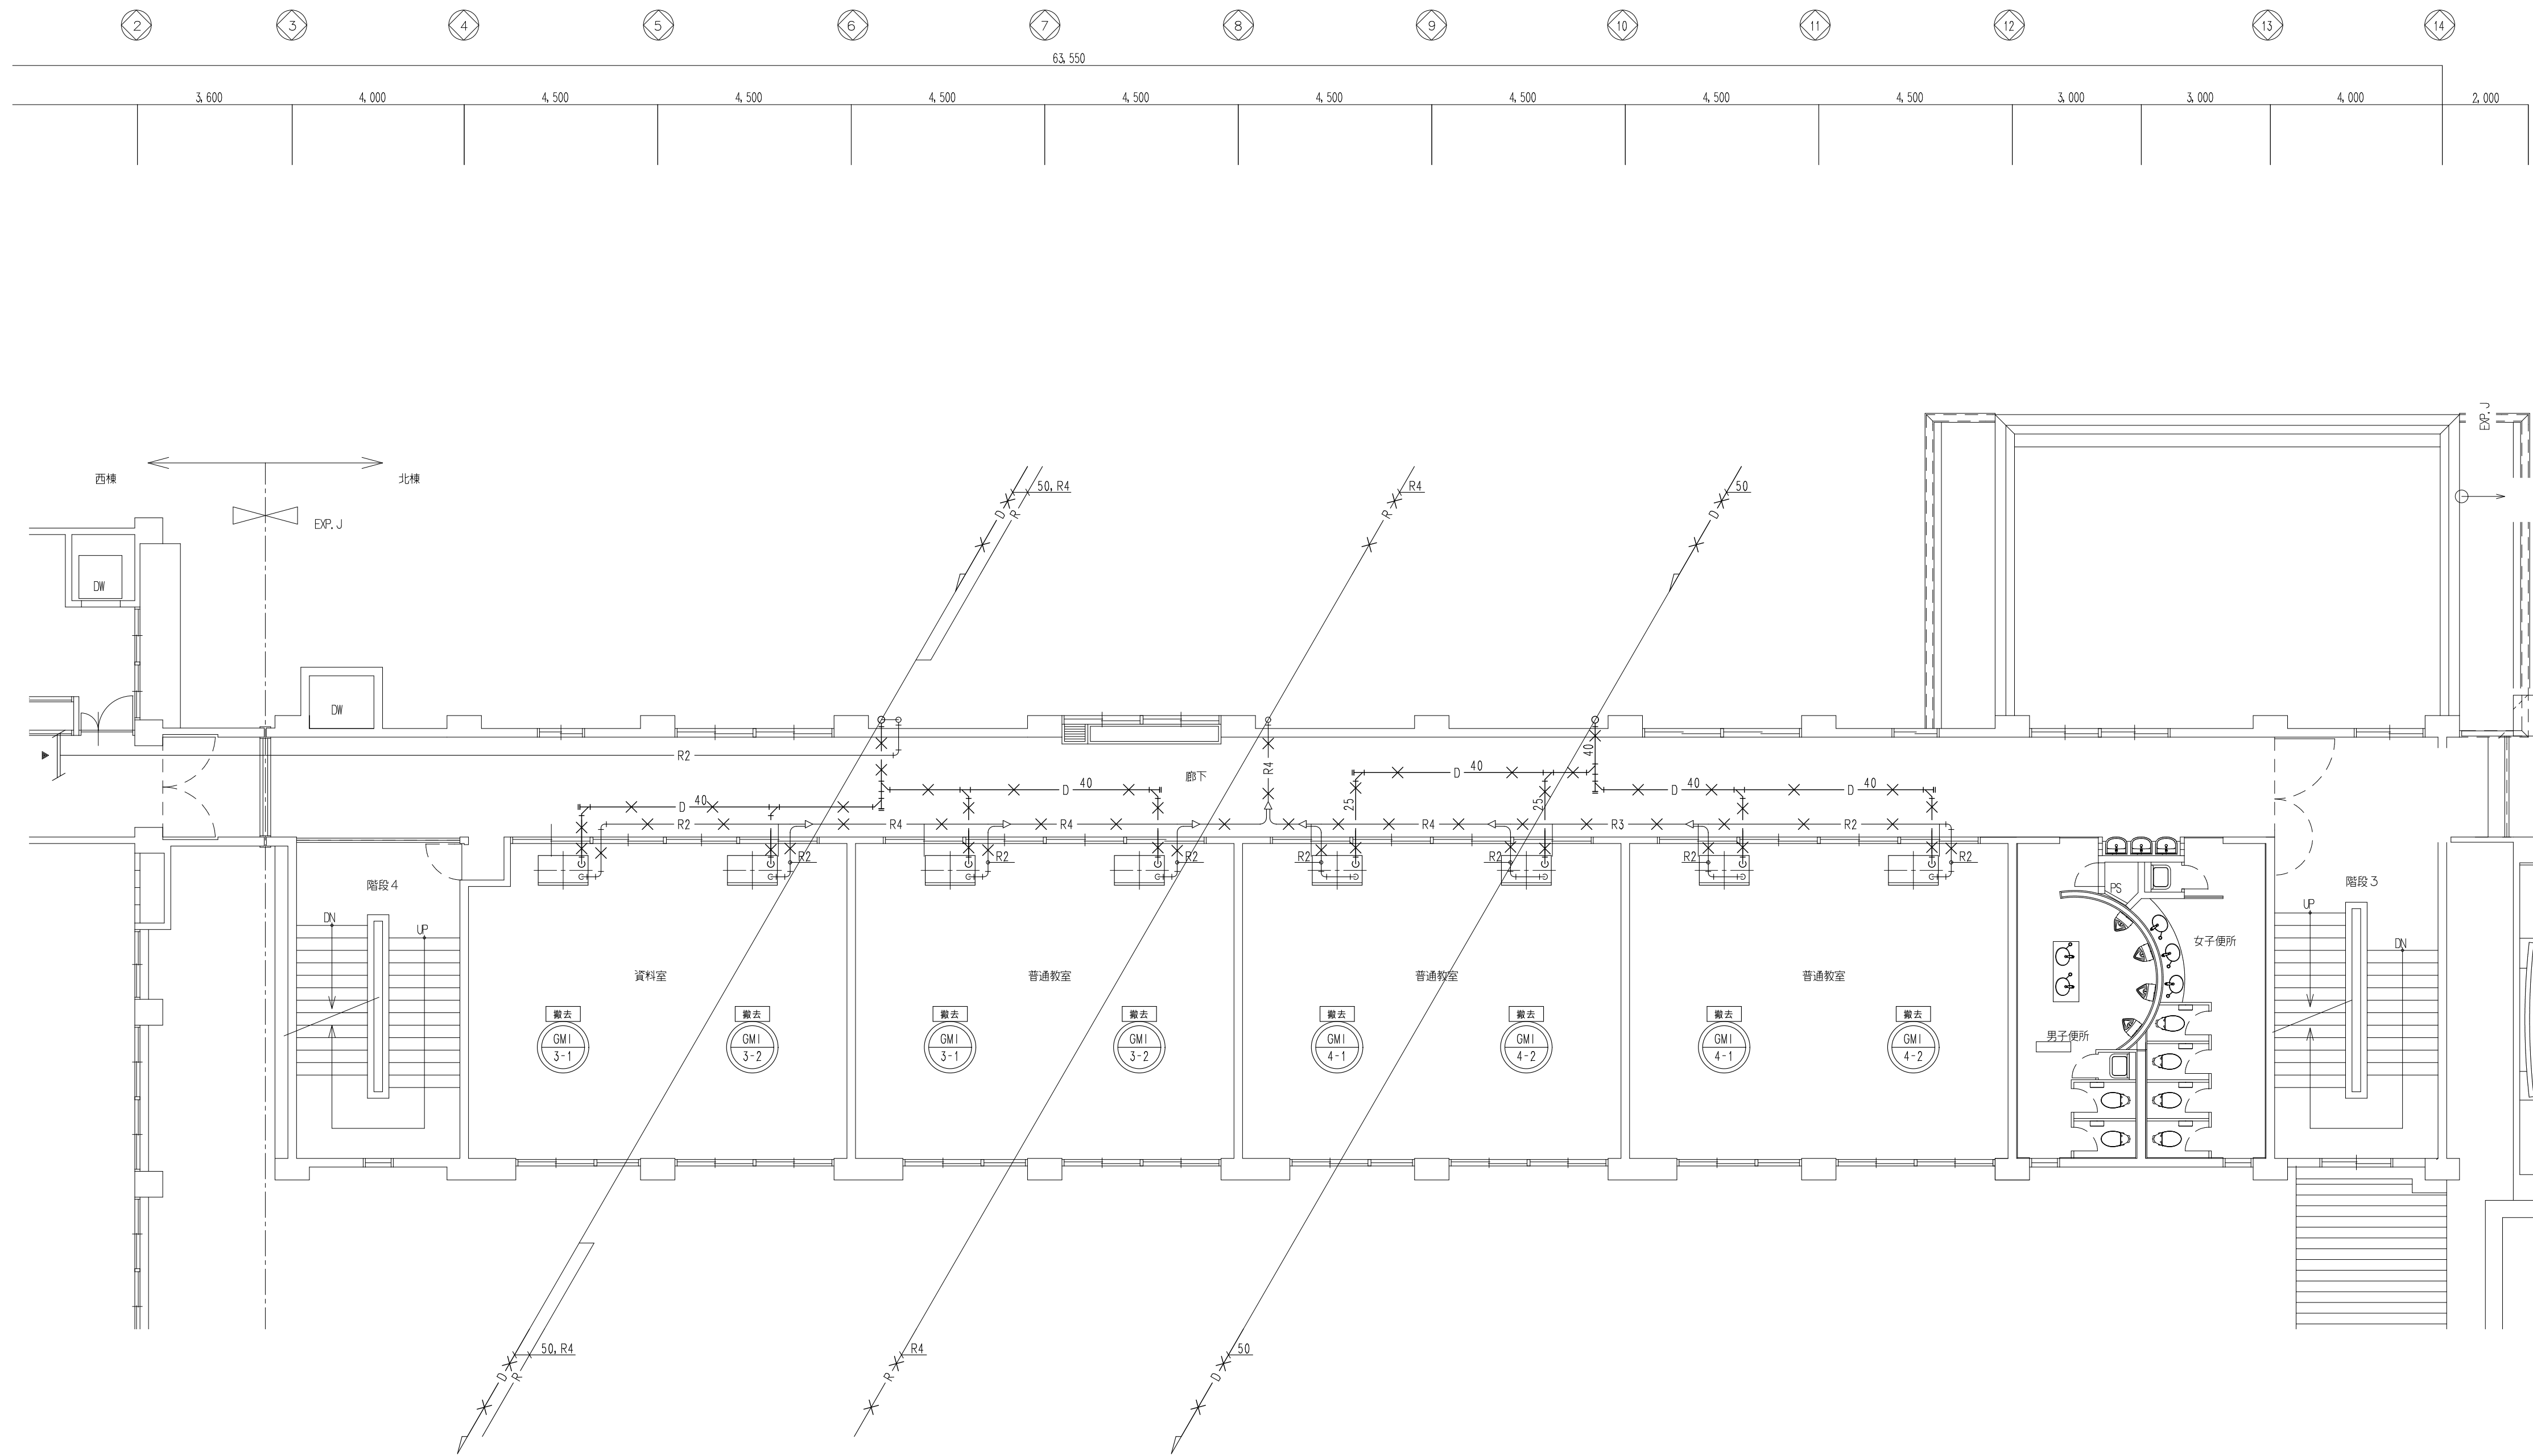 2 3 4 5 6 7 8 9 10 11 12 13 14
63,550
3,600 4,000 4,500 4,500 4,500 4,500 4,500 4,500 4,500 4,500 3,000 3,000 4,000 2,000
EXP.J
西棟 北棟
50,R4 R4 50
D R R D
EXP.J
DW
DW
R2
廊下
R4
40
D 40
D 40
D 40
D 40 D 40
25 25
R2 R4 R4 R4 R3 R2
R2 R2 R2 R2 R2 R2 R2 R2
階段4
PS
階段3
DN
UP
UP
DN
女子便所
資料室 普通教室 普通教室 普通教室
撤去 撤去 撤去 撤去 撤去 撤去 撤去 撤去
GMI GMI GMI GMI GMI GMI GMI GMI
3-1 3-2 3-1 3-2 4-1 4-2 4-1 4-2
男子便所
50,R4 R4 50
D R R D